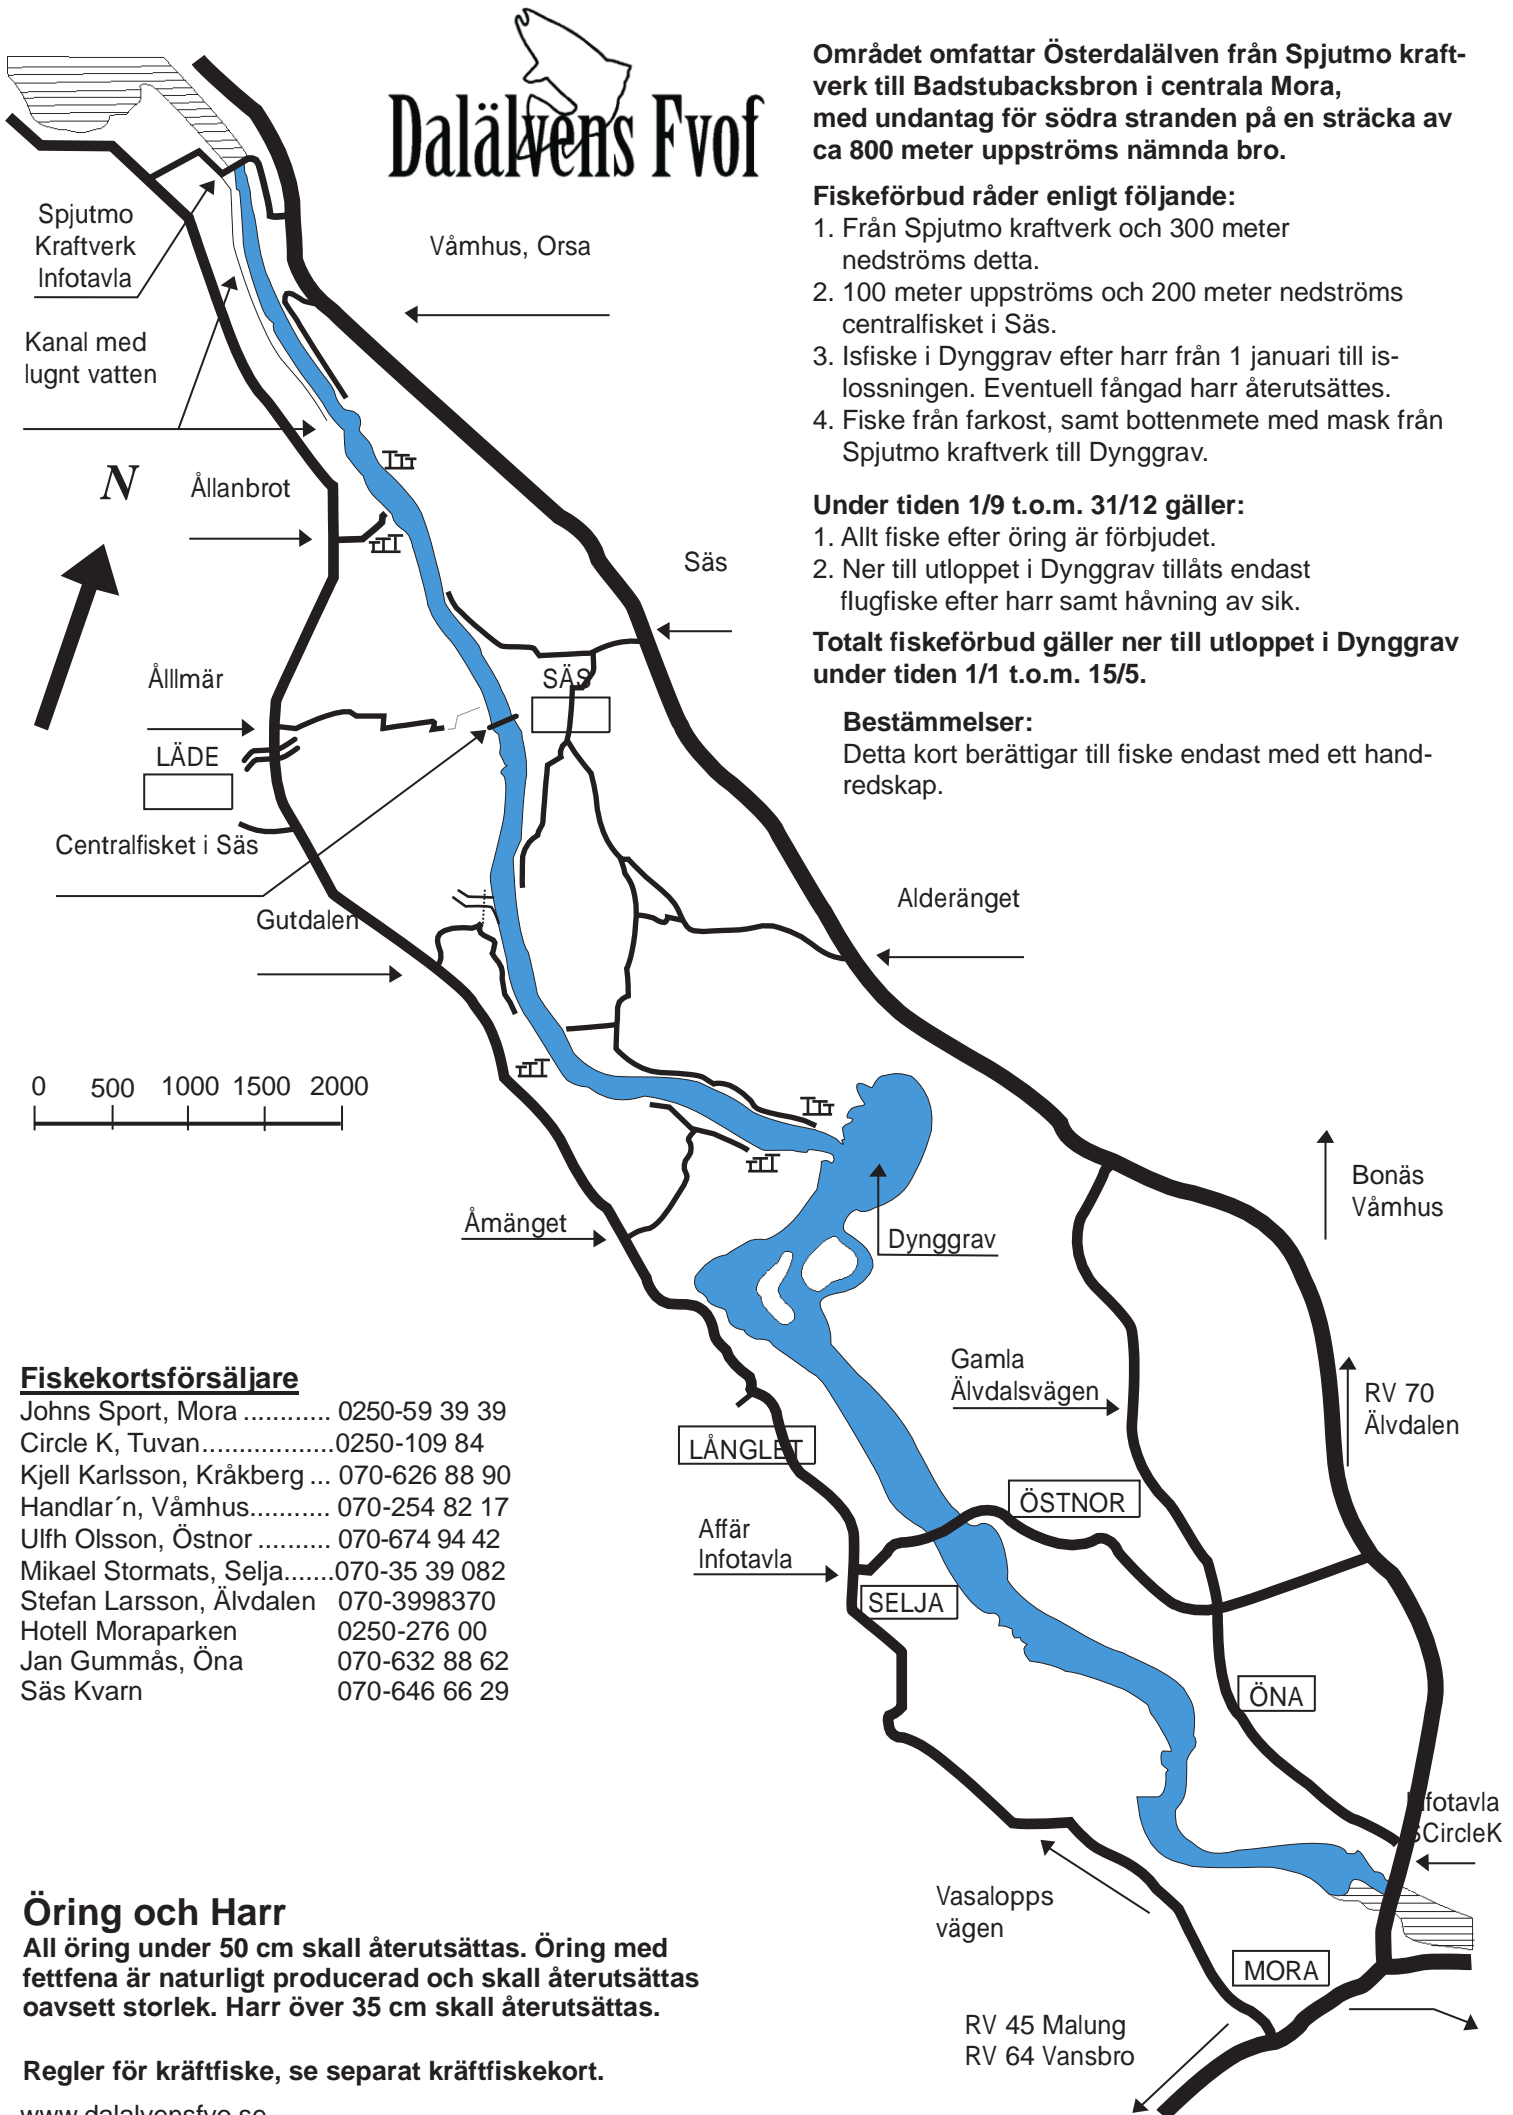 Dalälvens Fvof
Området omfattar Österdalälven från Spjutmo kraft-
verk till Badstubacksbron i centrala Mora,
med undantag för södra stranden på en sträcka av
ca 800 meter uppströms nämnda bro.
Fiskeförbud råder enligt följande:
1. Från Spjutmo kraftverk och 300 meter
nedströms detta.
2. 100 meter uppströms och 200 meter nedströms
centralfisket i Säs.
3. Isfiske i Dynggrav efter harr från 1 januari till is-
lossningen. Eventuell fångad harr återutsättes.
4. Fiske från farkost, samt bottenmete med mask från
Spjutmo kraftverk till Dynggrav.
Under tiden 1/9 t.o.m. 31/12 gäller:
1. Allt fiske efter öring är förbjudet.
2. Ner till utloppet i Dynggrav tillåts endast
flugfiske efter harr samt håvning av sik.
Totalt fiskeförbud gäller ner till utloppet i Dynggrav
under tiden 1/1 t.o.m. 15/5.
Bestämmelser:
Detta kort berättigar till fiske endast med ett hand-
redskap.
Spjutmo
Kraftverk
Infotavla
Våmhus, Orsa
Kanal med
lugnt vatten
N
Ållanbrot
Säs
Ålllmär
SÄS
LÄDE
Centralfisket i Säs
Gutdalen
Alderänget
0 500 1000 1500 2000
Bonäs
Våmhus
Åmänget
Dynggrav
Gamla
Älvdalsvägen
RV 70
Älvdalen
LÅNGLET
ÖSTNOR
Affär
Infotavla
SELJA
ÖNA
Infotavla
SCircleK
Vasalopps
vägen
MORA
RV 45 Malung
RV 64 Vansbro
Fiskekortsförsäljare
Johns Sport, Mora ............ 0250-59 39 39
Circle K, Tuvan..................0250-109 84
Kjell Karlsson, Kråkberg ... 070-626 88 90
Handlar´n, Våmhus........... 070-254 82 17
Ulfh Olsson, Östnor .......... 070-674 94 42
Mikael Stormats, Selja.......070-35 39 082
Stefan Larsson, Älvdalen 070-3998370
Hotell Moraparken 0250-276 00
Jan Gummås, Öna 070-632 88 62
Säs Kvarn 070-646 66 29
Öring och Harr
All öring under 50 cm skall återutsättas. Öring med
fettfena är naturligt producerad och skall återutsättas
oavsett storlek. Harr över 35 cm skall återutsättas.
Regler för kräftfiske, se separat kräftfiskekort.
www.dalalvensfvo.se